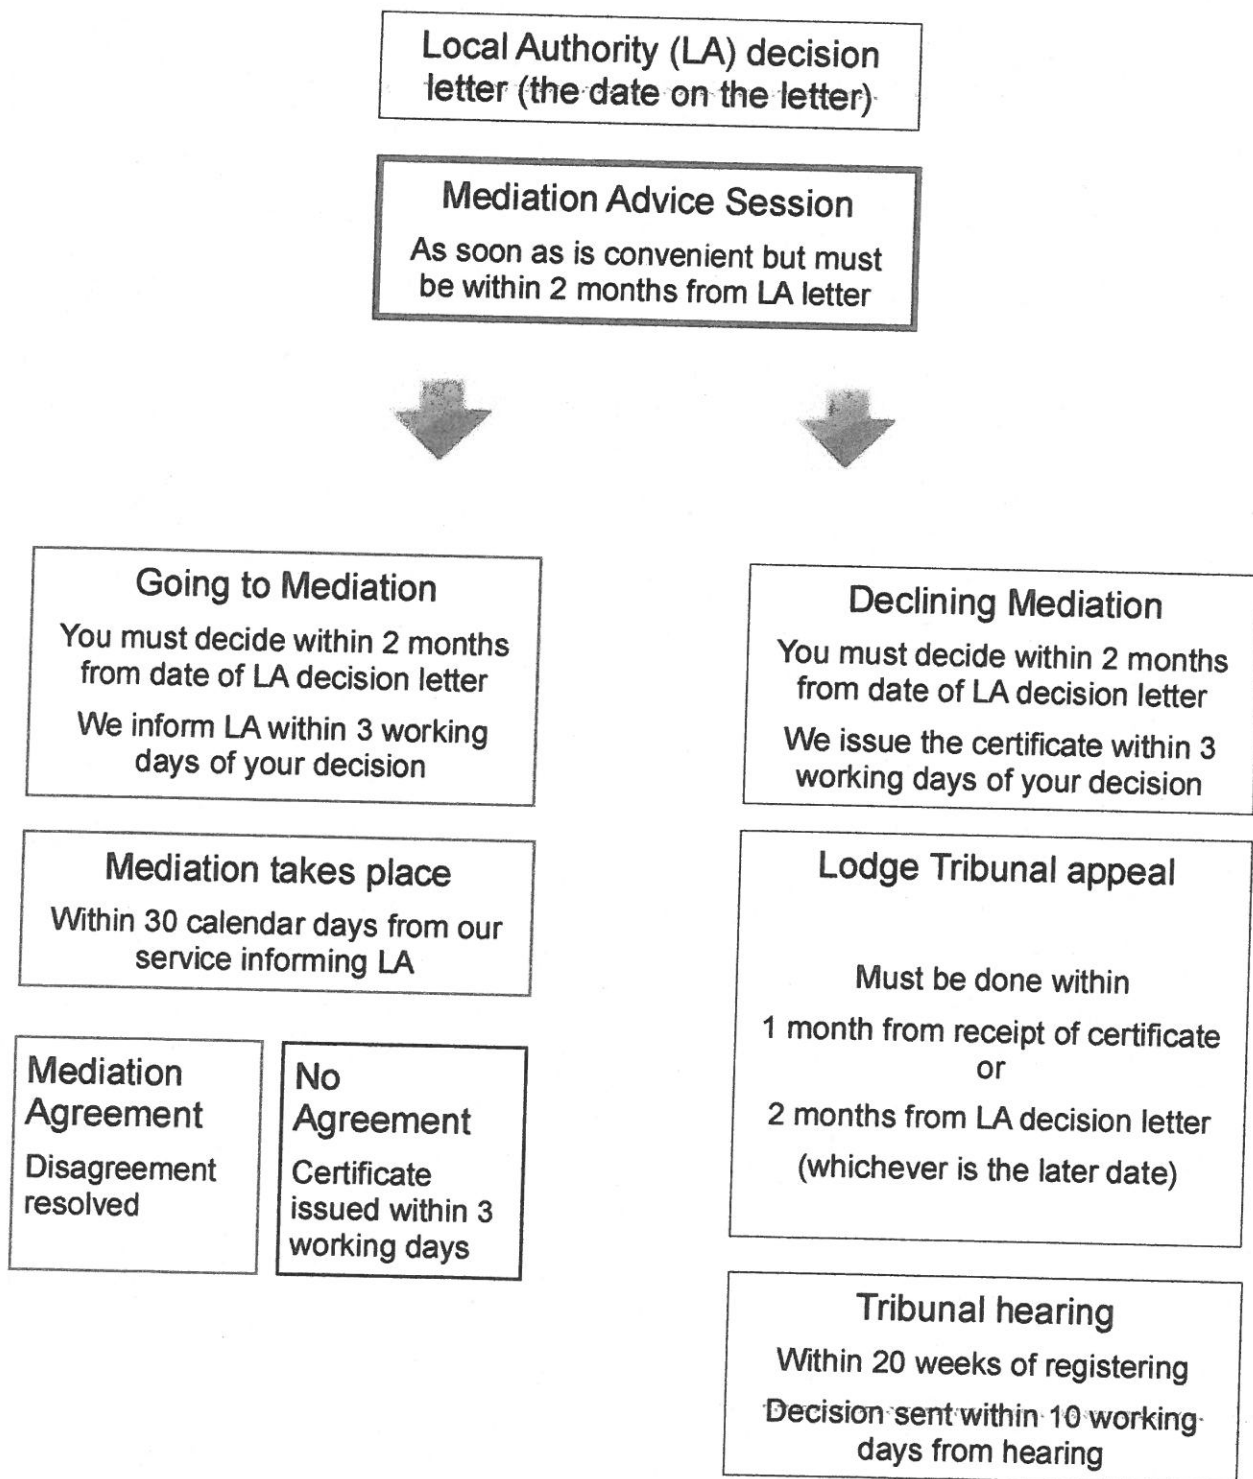 Local Authority (LA) decision
letter (the date on the letter)
Mediation Advice Session
As soon as is convenient but must
be within 2 months from LA letter
Going to Mediation
You must decide within 2 months
from date of LA decision letter
We inform LA within 3 working
days of your decision
Mediation takes place
Within 30 calendar days from our
service informing LA
Mediation
Agreement
Disagreement
resolved
No
Agreement
Certificate
issued within 3
working days
Declining Mediation
You must decide within 2 months
from date of LA decision letter
We issue the certificate within 3
working days of your decision
Lodge Tribunal appeal
Must be done within
1 month from receipt of certificate
or
2 months from LA decision letter
(whichever is the later date)
Tribunal hearing
Within 20 weeks of registering
Decision sent within 10 working
days from hearing